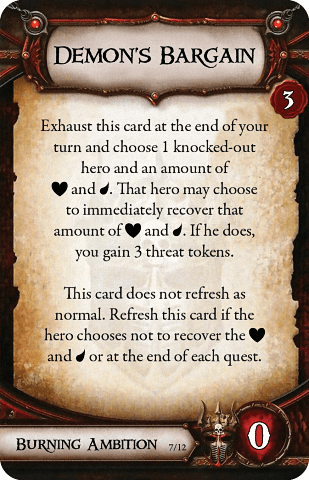 Demon's Bargain
3
Exhaust this card at the end of your
turn and choose 1 knocked-out
hero and an amount of
♥ and 💧. That hero may choose
to immediately recover that
amount of ♥ and 💧. If he does,
you gain 3 threat tokens.
This card does not refresh as
normal. Refresh this card if the
hero chooses not to recover the ♥
and 💧 or at the end of each quest.
Burning Ambition 7/12
0